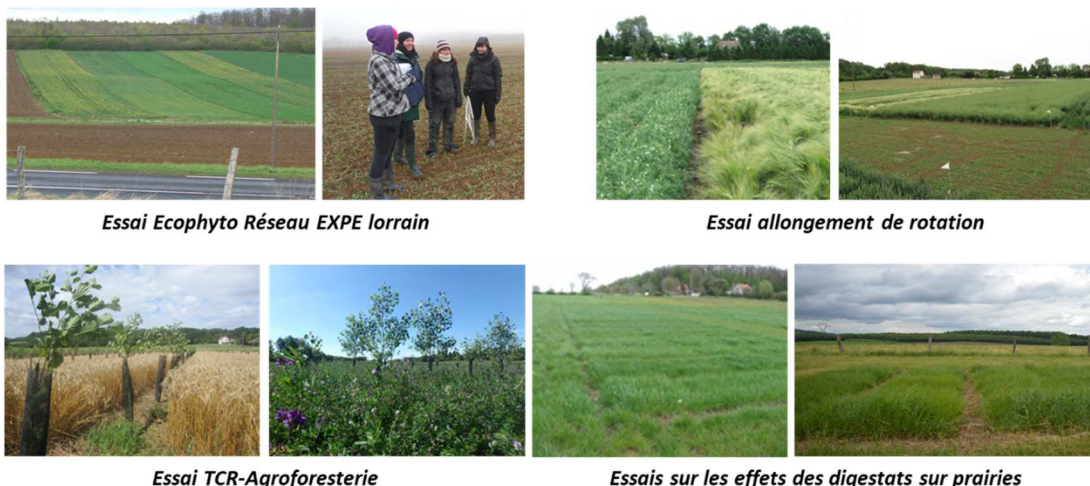 Essai Ecophyto Réseau EXPE lorrain
Essai allongement de rotation
Essai TCR-Agroforesterie
Essais sur les effets des digestats sur prairies